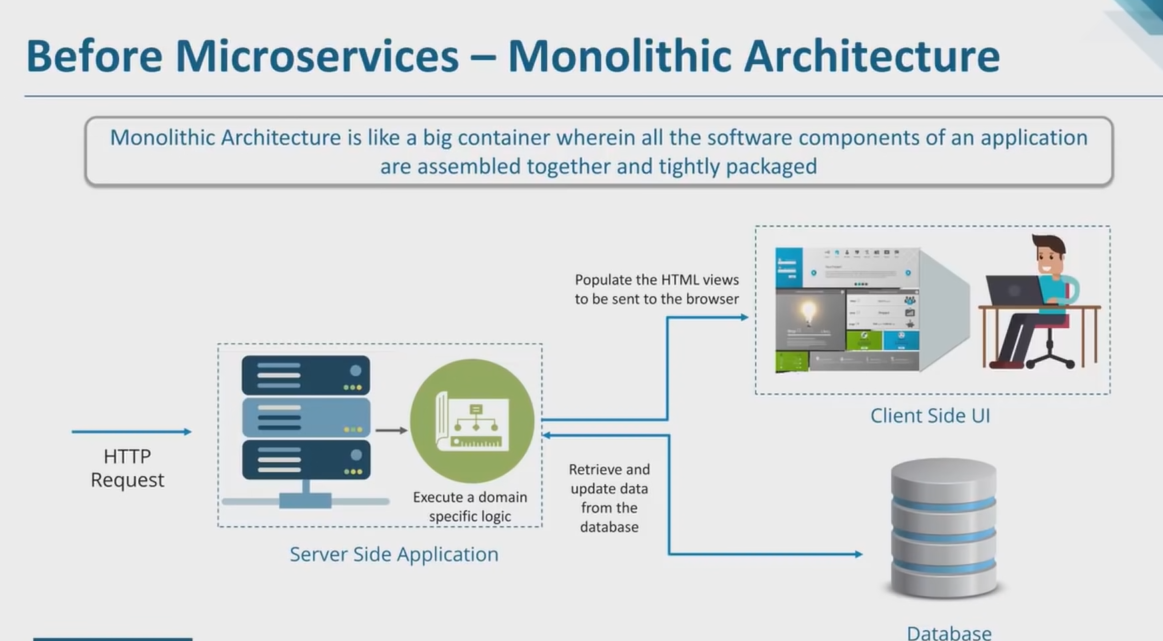 Before Microservices – Monolithic Architecture
Monolithic Architecture is like a big container wherein all the software components of an application
are assembled together and tightly packaged
Populate the HTML views
to be sent to the browser
Client Side UI
HTTP
Request
Execute a domain
specific logic
Server Side Application
Retrieve and
update data
from the
database
Database